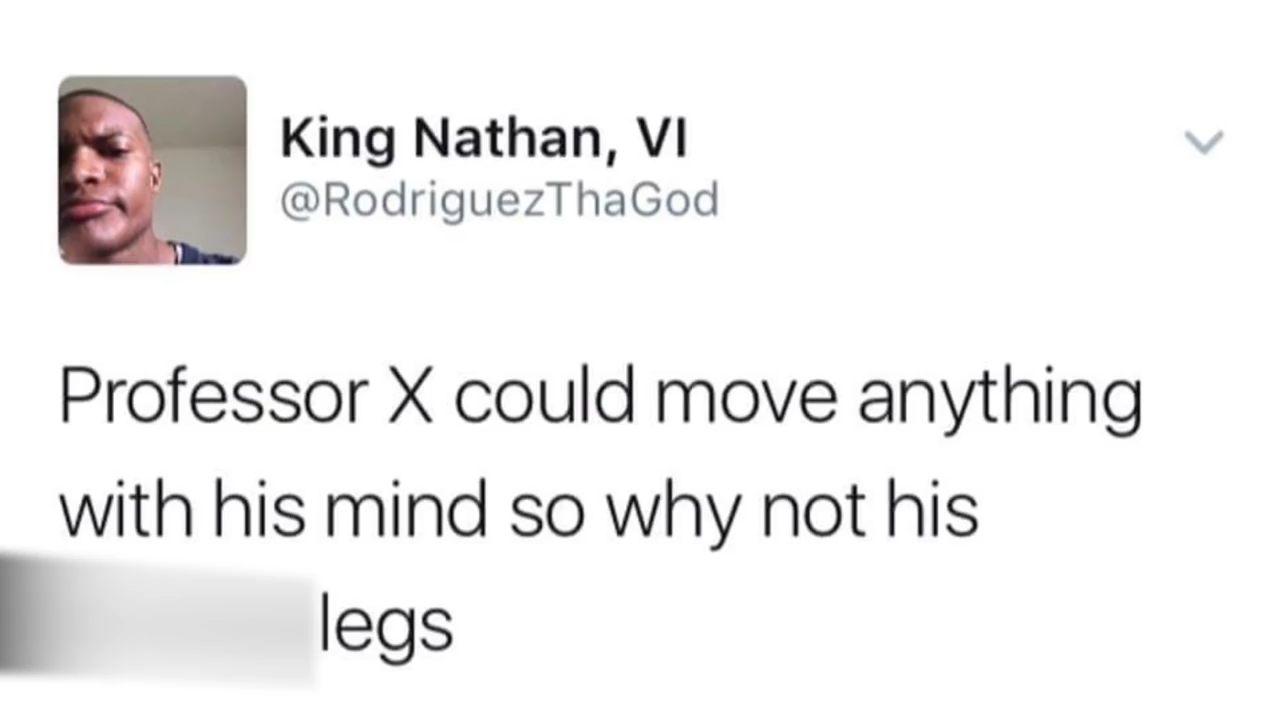 King Nathan, VI
@RodriguezThaGod
Professor X could move anything
with his mind so why not his
legs